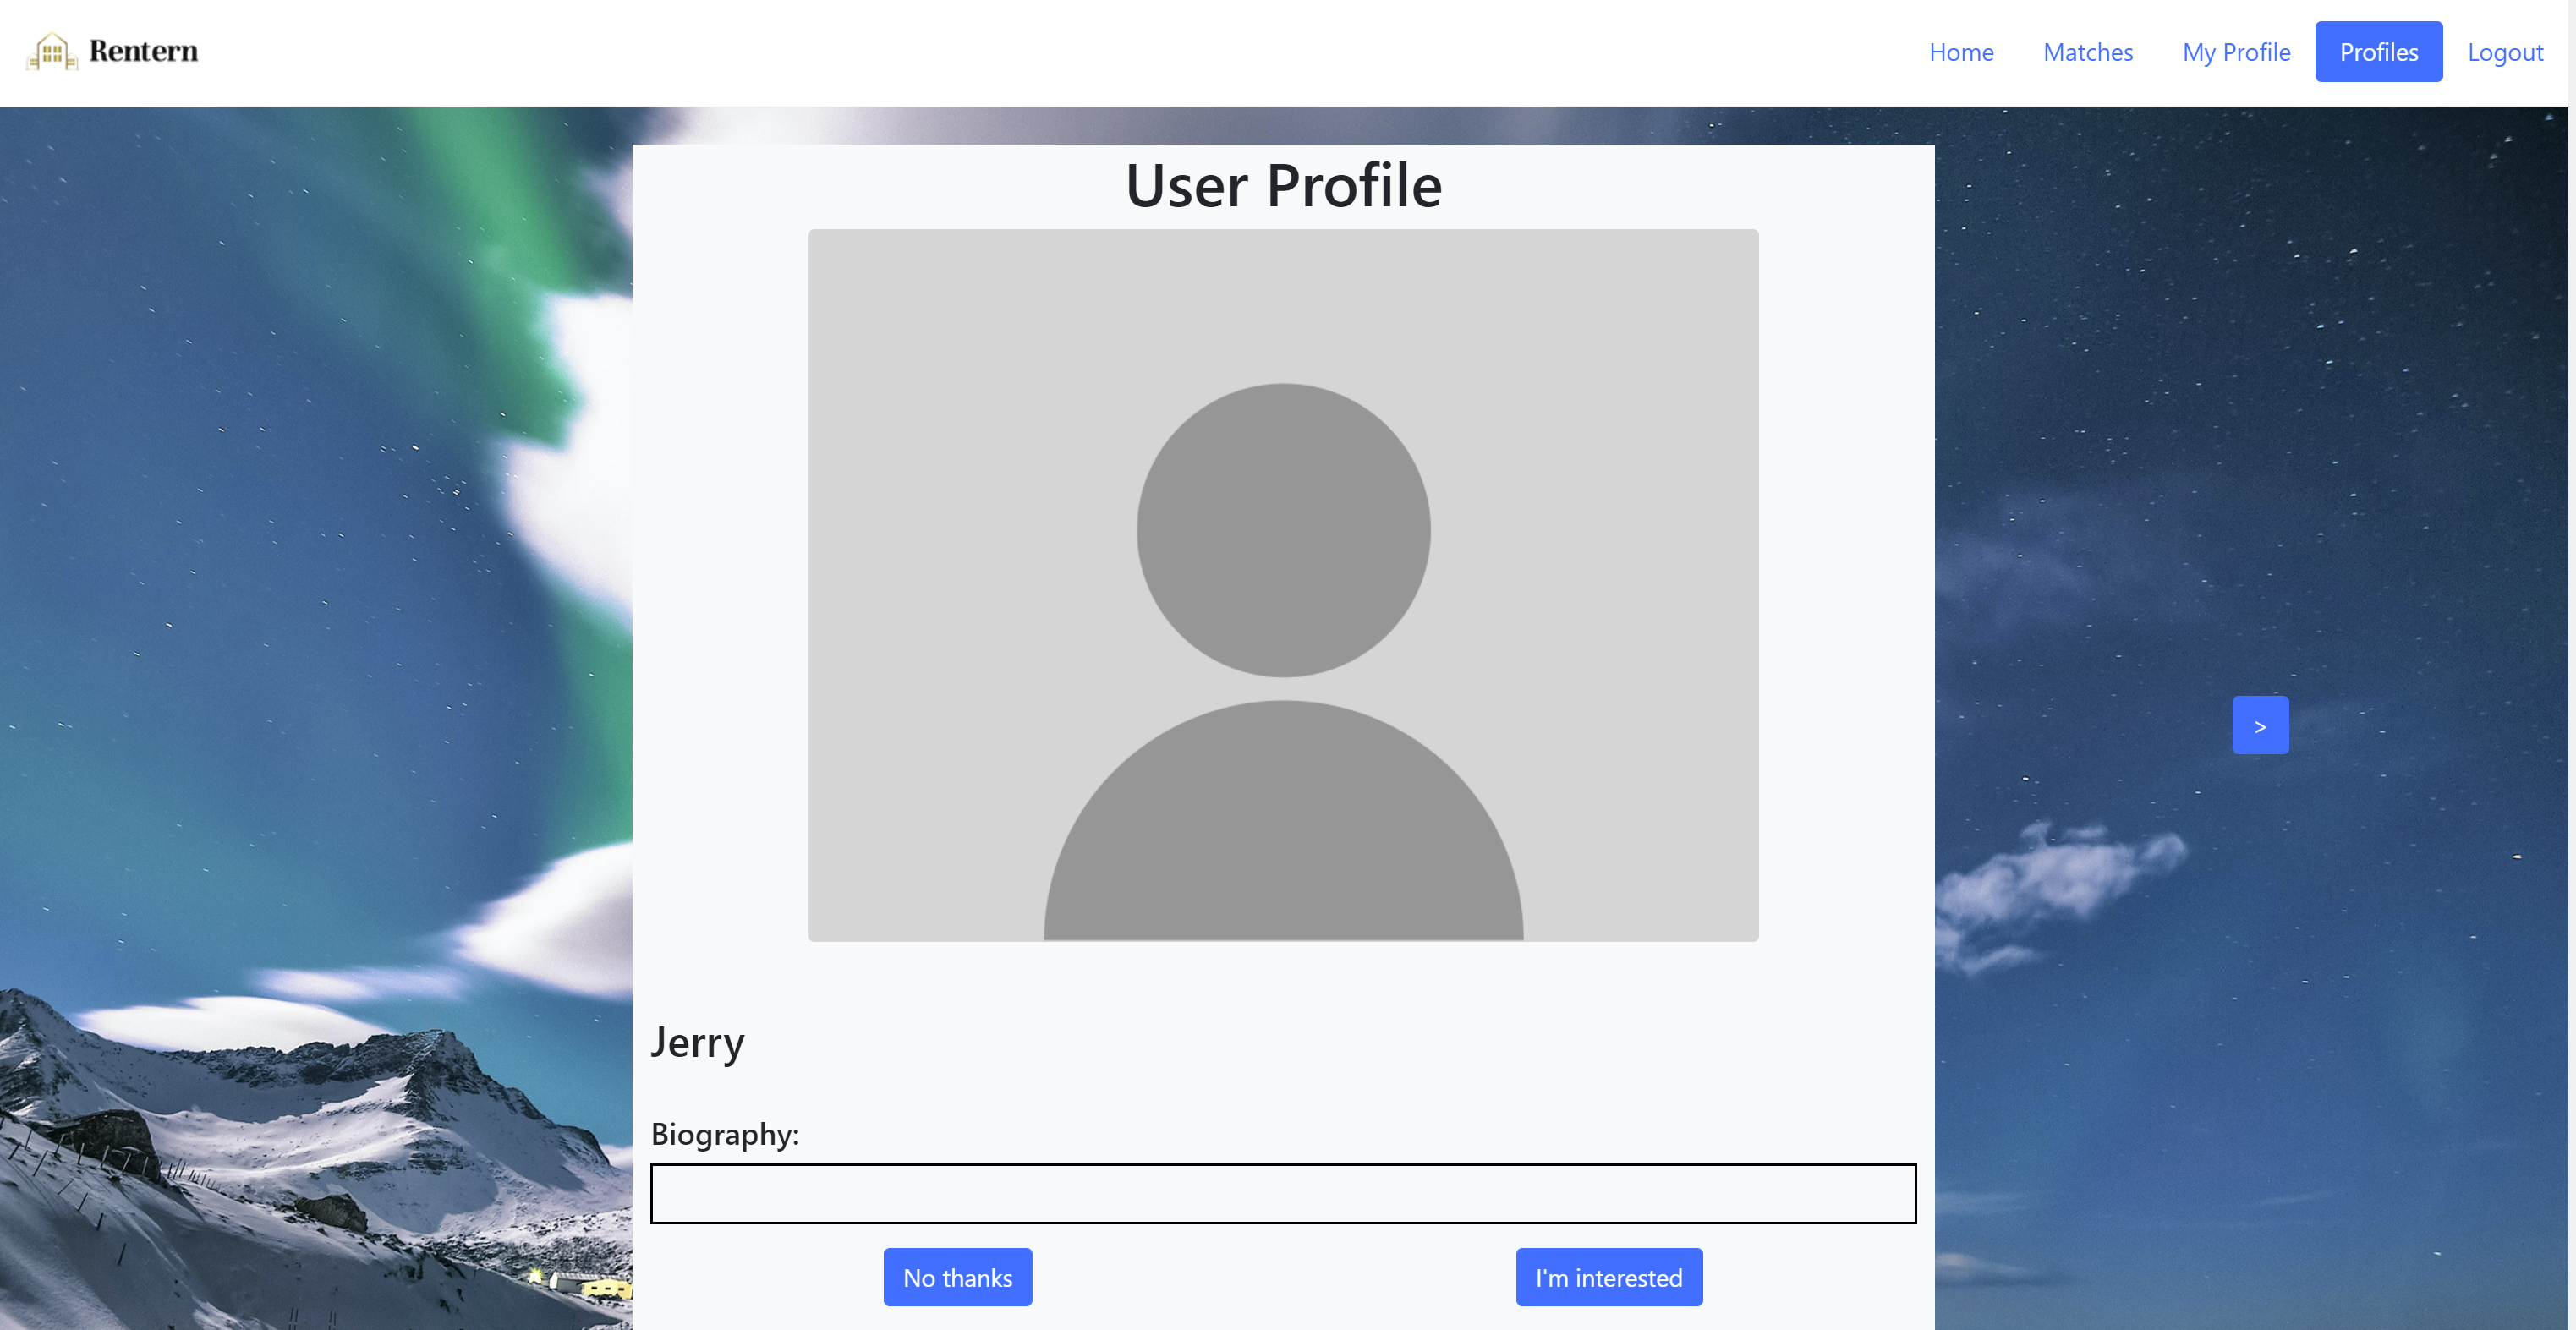 Rentern
Home Matches My Profile Profiles Logout
User Profile
>
Jerry
Biography:
No thanks I'm interested